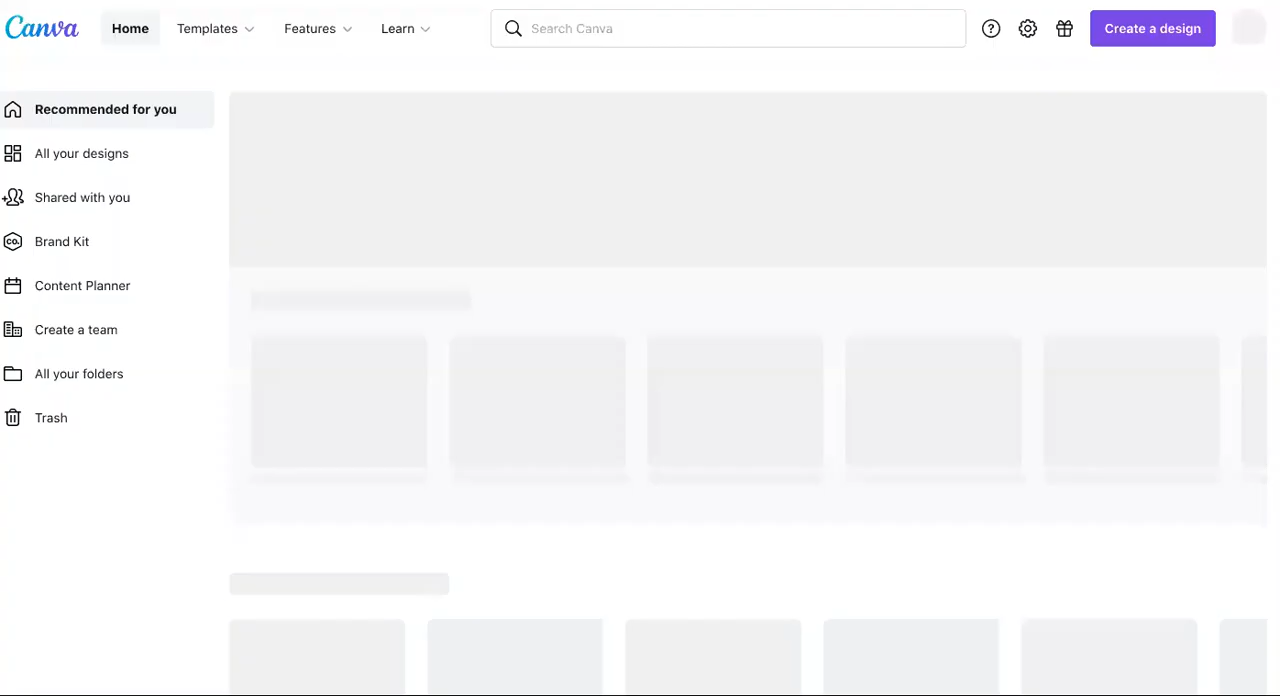 Canva
Home
Templates
Features
Learn
Search Canva
Create a design
Recommended for you
All your designs
Shared with you
CO.
Brand Kit
Content Planner
Create a team
All your folders
Trash